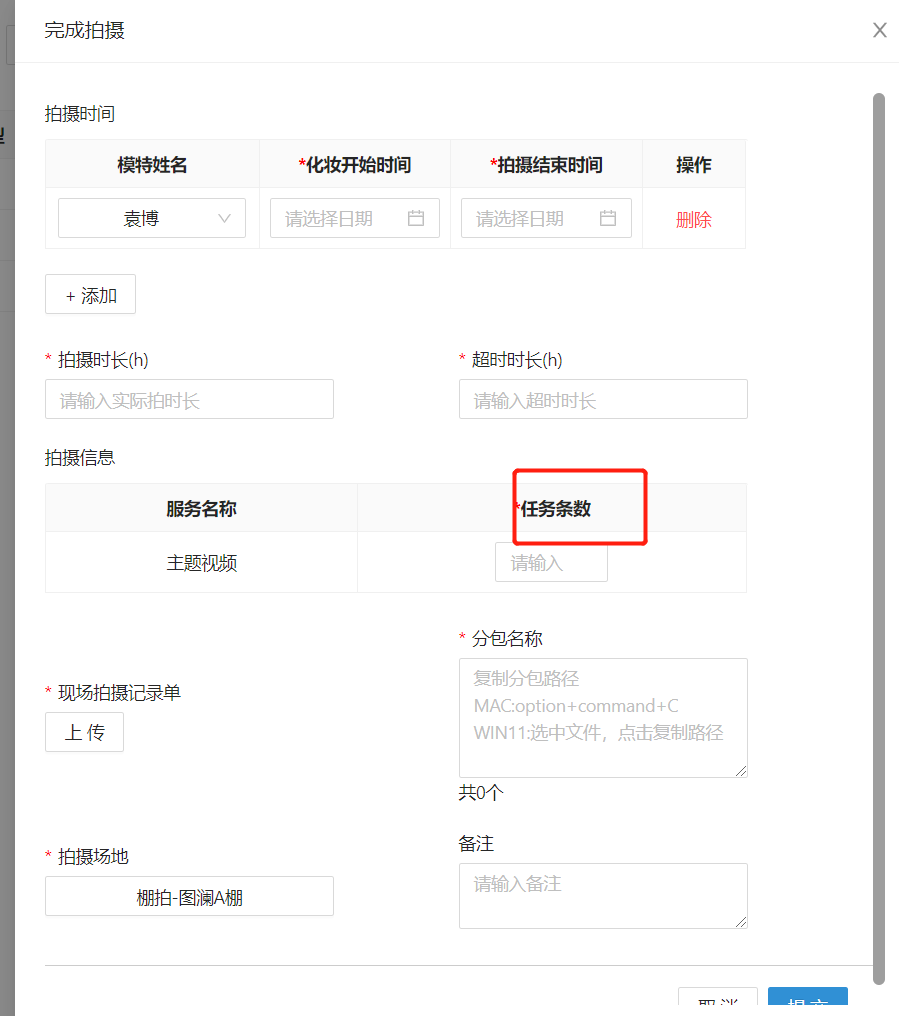 完成拍摄
拍摄时间
模特姓名 *化妆开始时间 *拍摄结束时间 操作
袁博 请选择日期 请选择日期 删除
+ 添加
* 拍摄时长(h) * 超时时长(h)
请输入实际拍时长 请输入超时时长
拍摄信息
服务名称 *任务条数
主题视频 请输入
* 分包名称
复制分包路径
MAC:option+command+C
WIN11:选中文件，点击复制路径
* 现场拍摄记录单
上 传
共0个
* 拍摄场地
棚拍-图澜A棚
备注
请输入备注
取 消 提 交